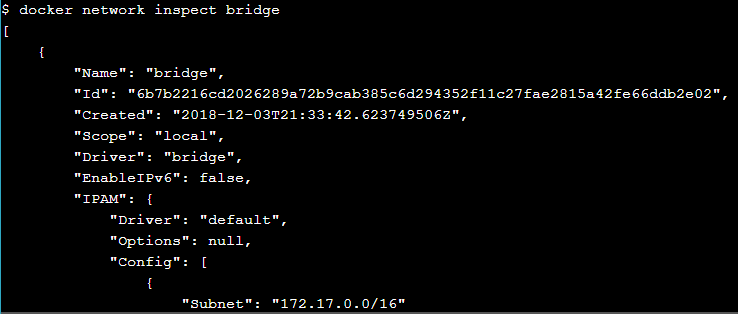 $ docker network inspect bridge
[
    {
        "Name": "bridge",
        "Id": "6b7b2216cd2026289a72b9cab385c6d294352f11c27fae2815a42fe66ddb2e02",
        "Created": "2018-12-03T21:33:42.623749506Z",
        "Scope": "local",
        "Driver": "bridge",
        "EnableIPv6": false,
        "IPAM": {
            "Driver": "default",
            "Options": null,
            "Config": [
                {
                    "Subnet": "172.17.0.0/16"